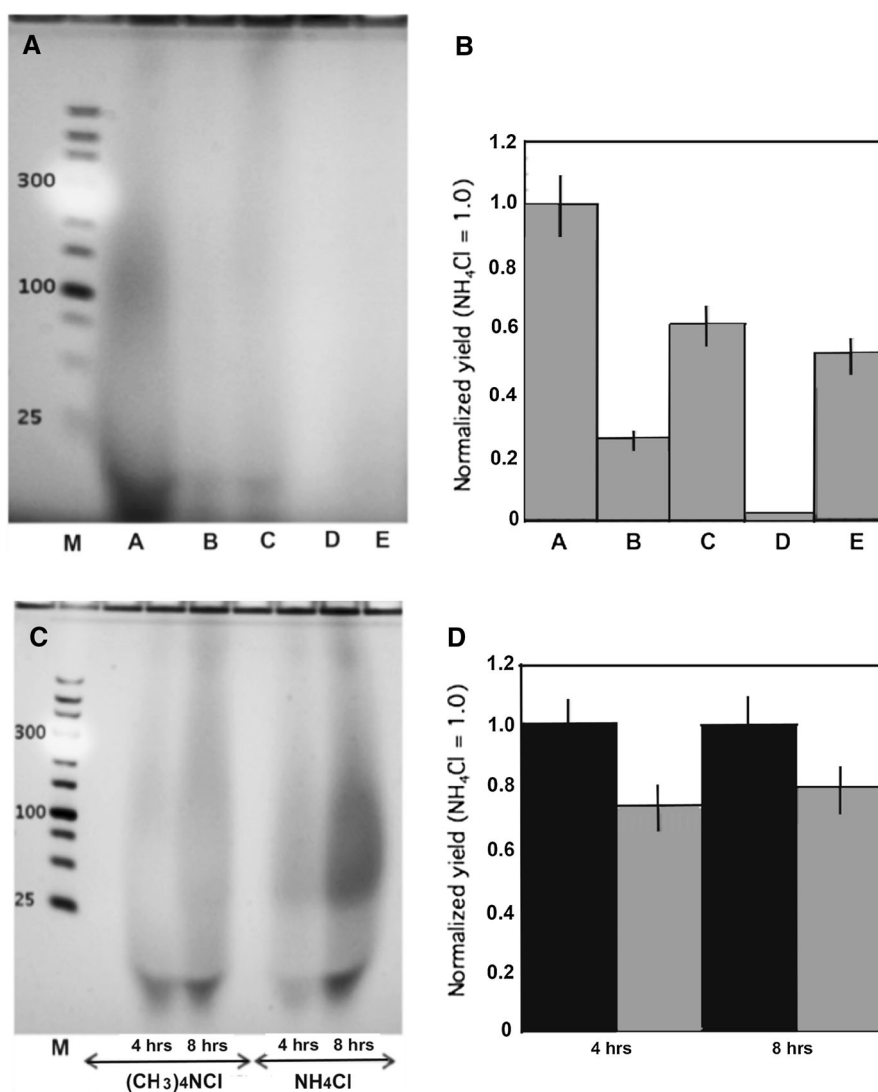 A
300
100
25
M A B C D E
B
Normalized yield (NH₄Cl = 1.0)
1.2
1.0
0.8
0.6
0.4
0.2
0
A B C D E
C
300
100
25
M
4 hrs 8 hrs 4 hrs 8 hrs
(CH₃)₄NCl NH₄Cl
D
Normalized yield (NH₄Cl = 1.0)
1.2
1.0
0.8
0.6
0.4
0.2
0
4 hrs 8 hrs